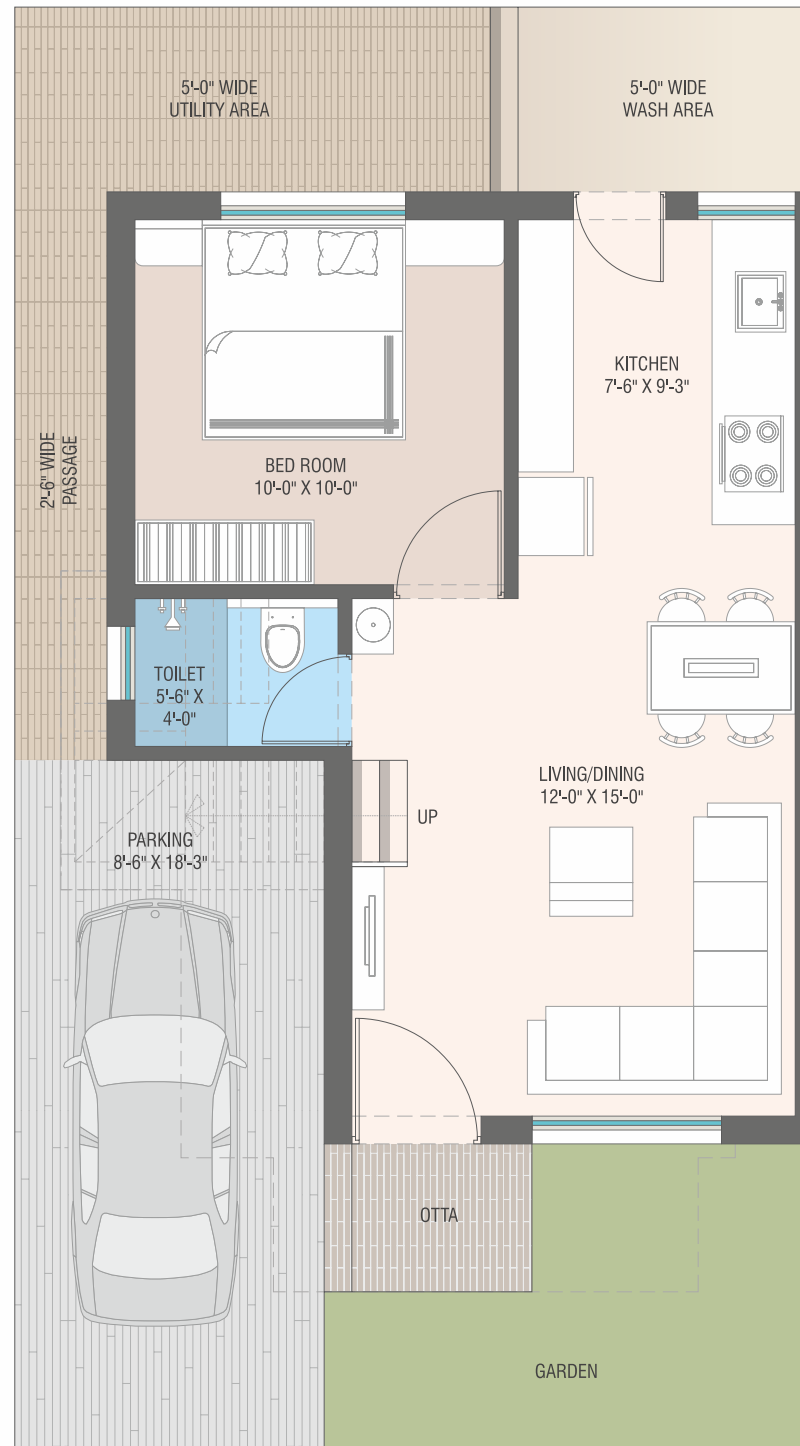 5'-0" WIDE
UTILITY AREA
5'-0" WIDE
WASH AREA
KITCHEN
7'-6" X 9'-3"
2'-6" WIDE
PASSAGE
BED ROOM
10'-0" X 10'-0"
TOILET
5'-6" X
4'-0"
LIVING/DINING
12'-0" X 15'-0"
UP
PARKING
8'-6" X 18'-3"
OTTA
GARDEN